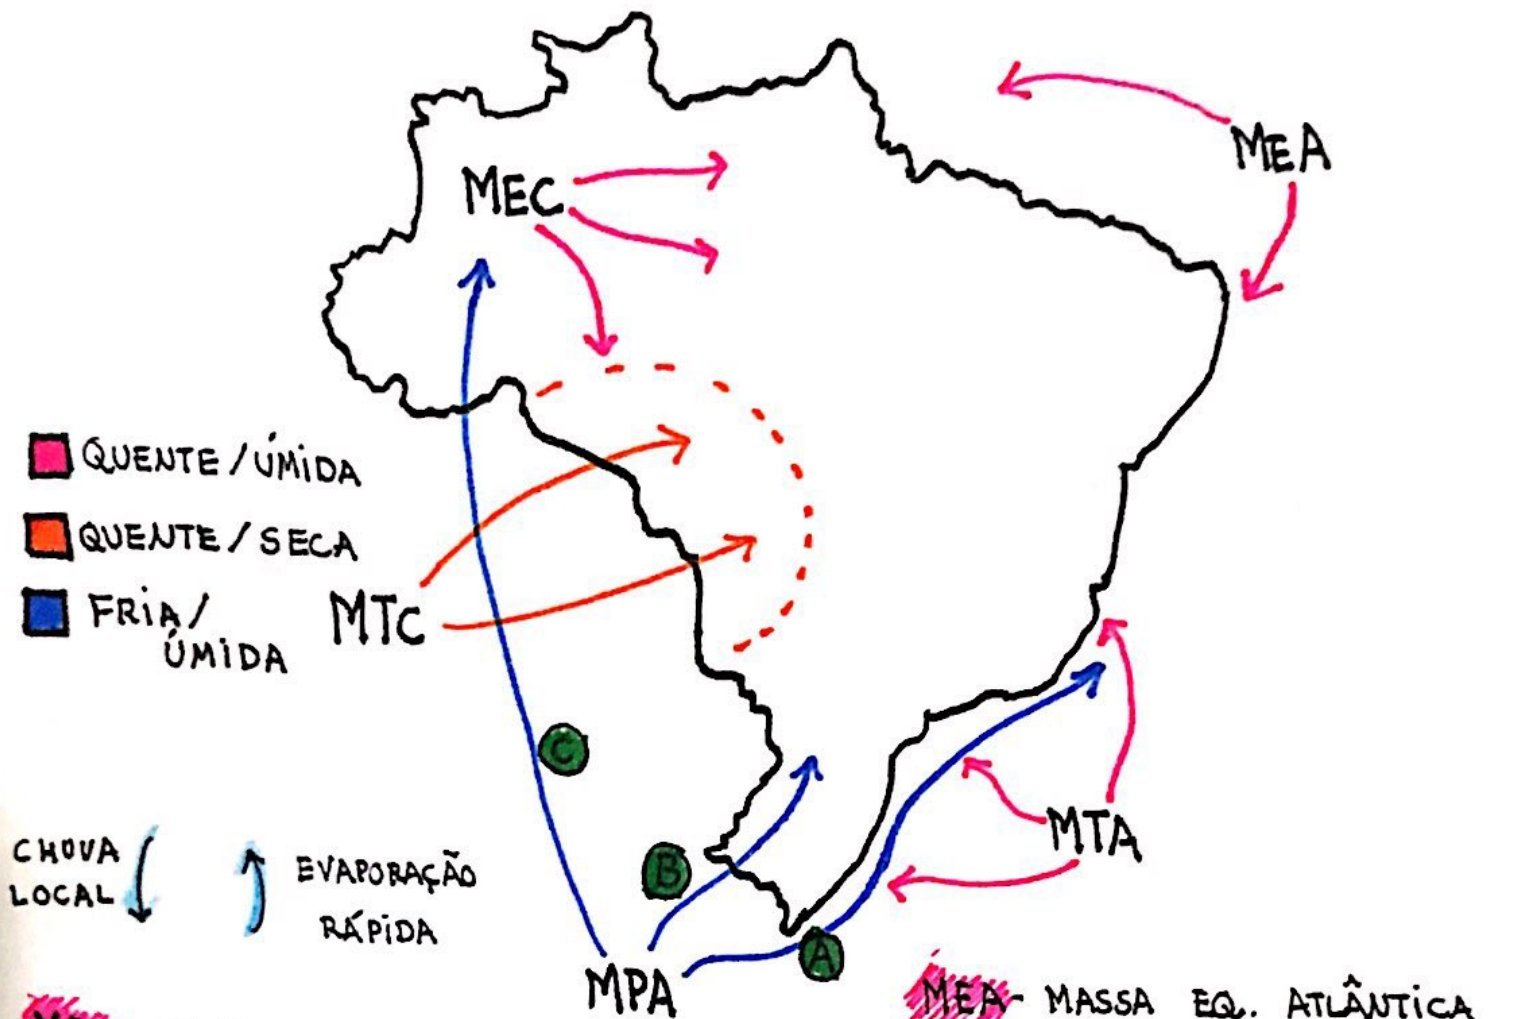 MEA
MEC
QUENTE/ÚMIDA
QUENTE/SECA
FRIA/
ÚMIDA
MTC
C
MTA
CHUVA
LOCAL
EVAPORAÇÃO
RÁPIDA
B
A
MPA
MEA - MASSA EQ. ATLÂNTICA